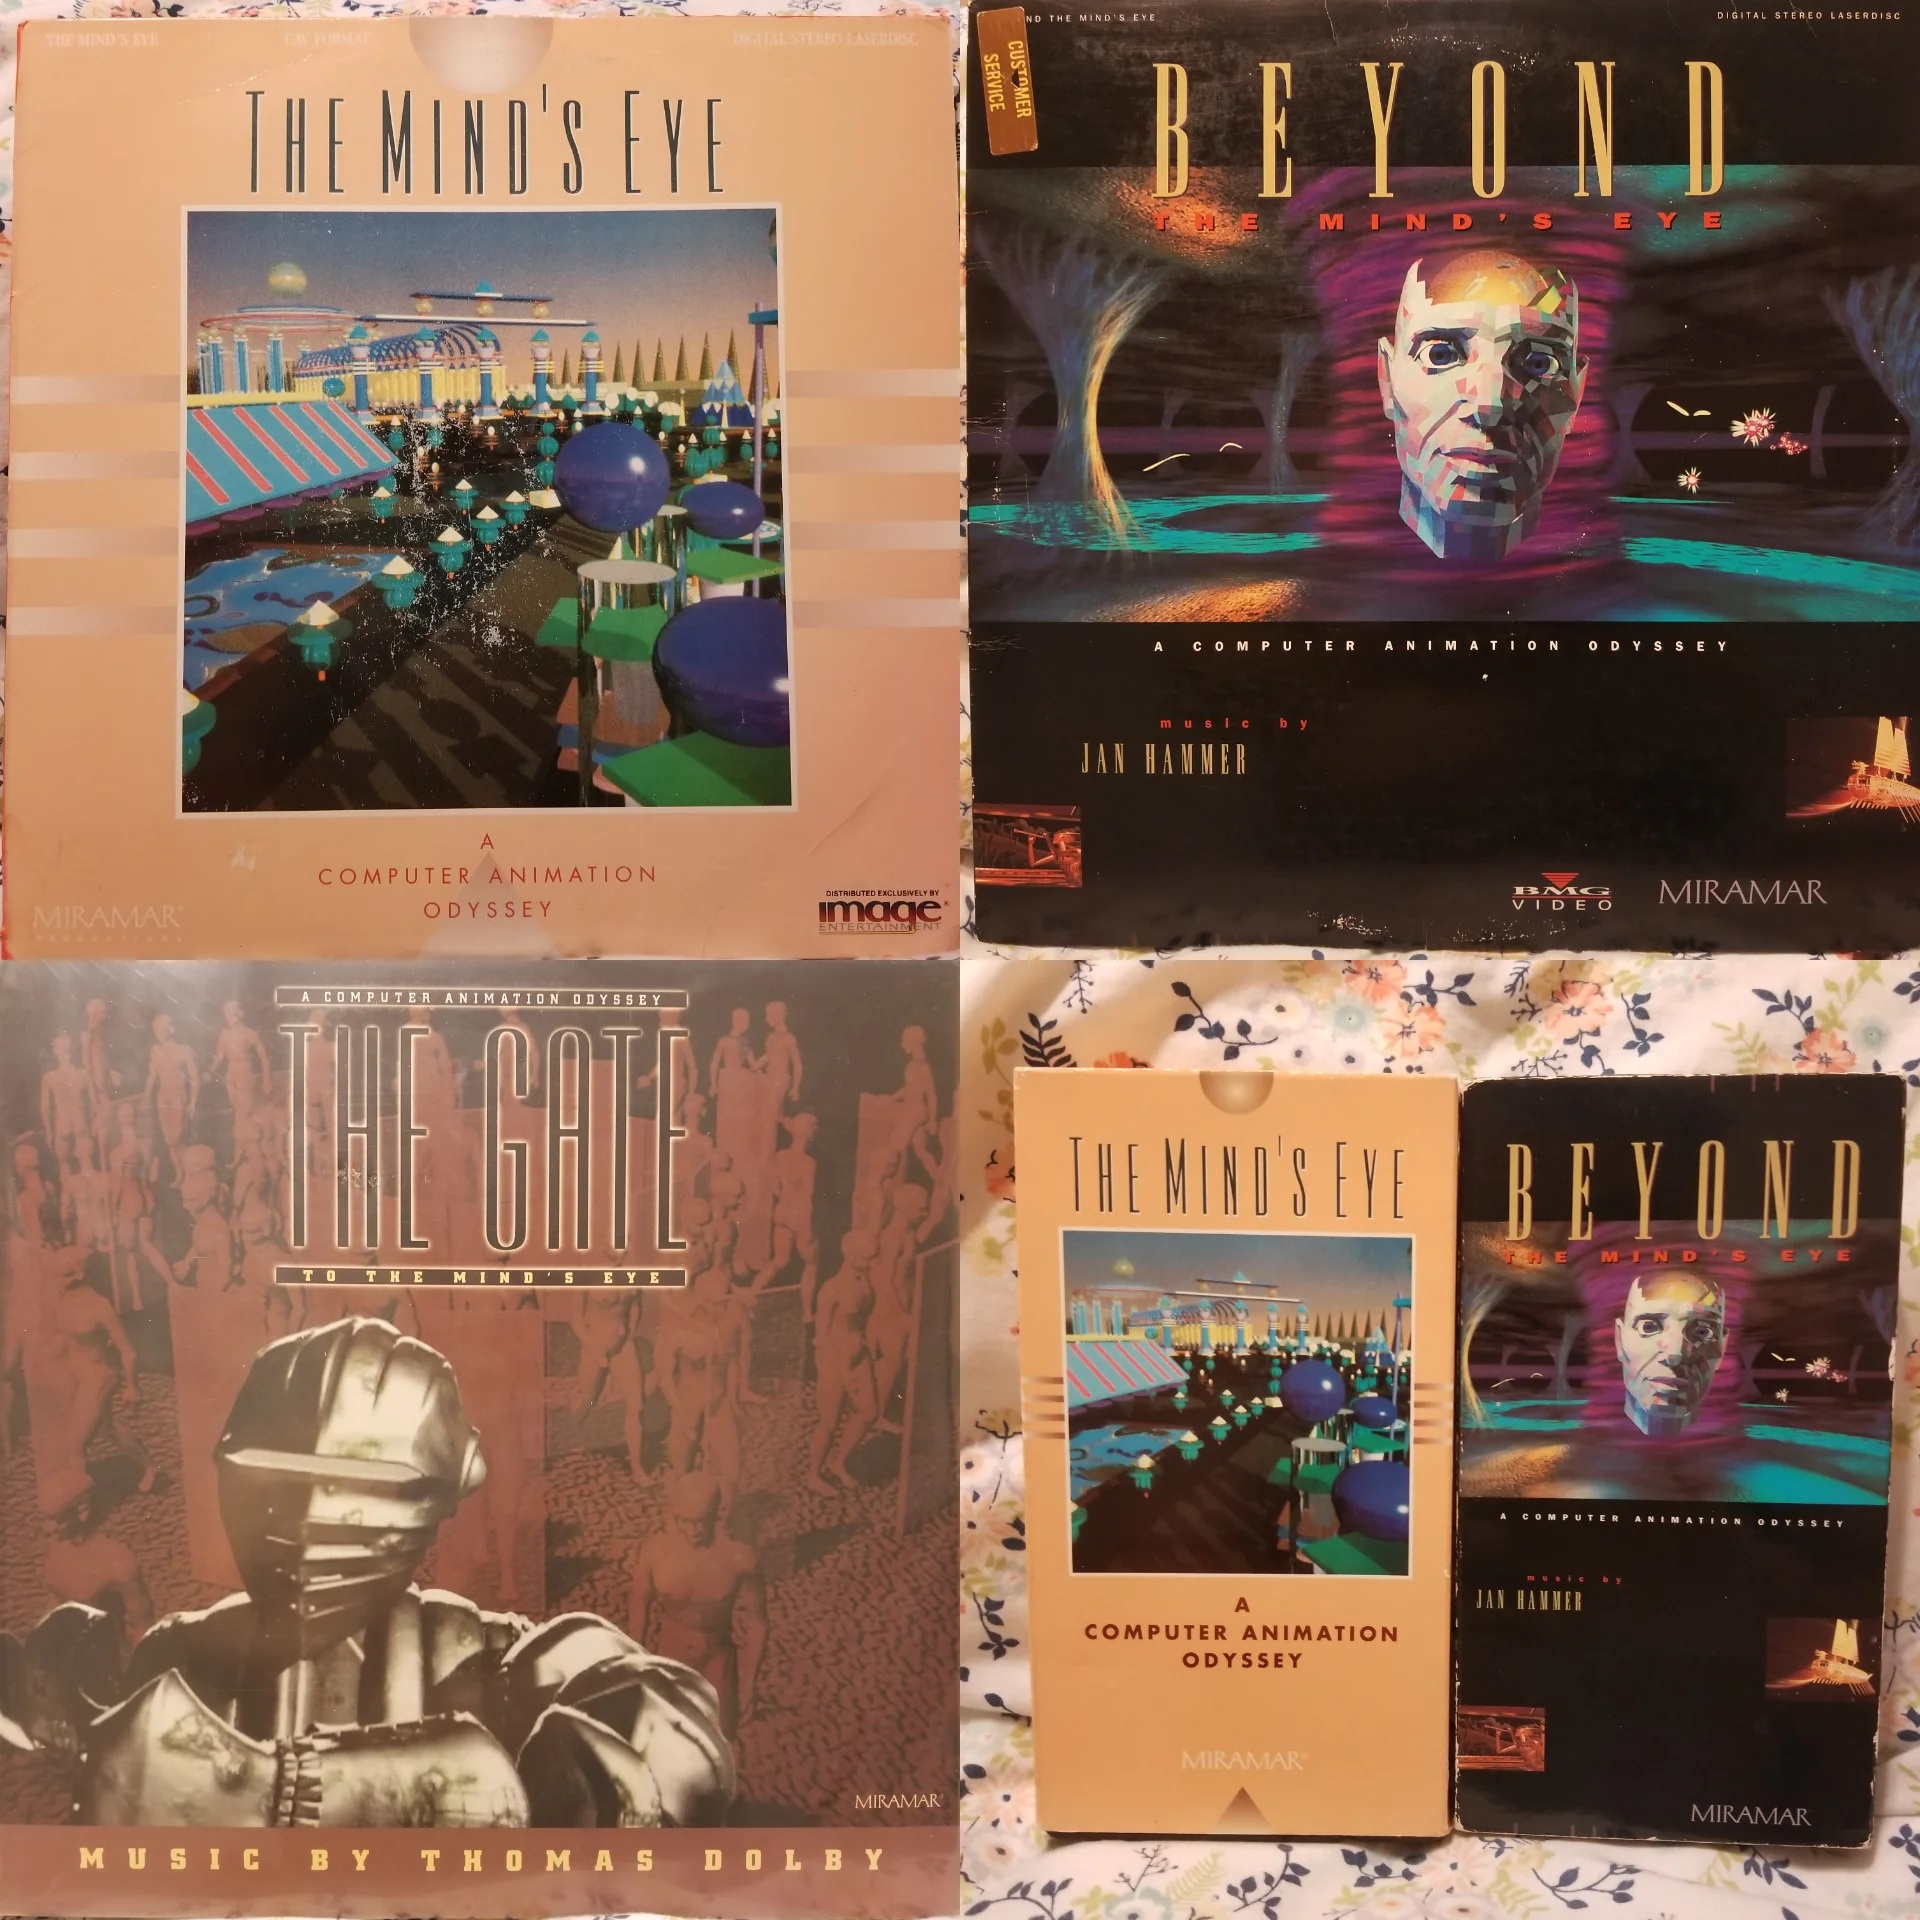 THE MIND'S EYE
CAV FORMAT
DIGITAL STEREO LASERDISC
THE MIND'S EYE
A
COMPUTER ANIMATION
ODYSSEY
MIRAMAR®
DISTRIBUTED EXCLUSIVELY BY
image®
ENTERTAINMENT
ND THE MIND'S EYE
DIGITAL STEREO LASERDISC
CUSTOMER
SERVICE
BEYOND
THE MIND'S EYE
A COMPUTER ANIMATION ODYSSEY
music by
JAN HAMMER
BMG
VIDEO
MIRAMAR
A COMPUTER ANIMATION ODYSSEY
THE GATE
TO THE MIND'S EYE
MIRAMAR®
MUSIC BY THOMAS DOLBY
THE MIND'S EYE
A
COMPUTER ANIMATION
ODYSSEY
MIRAMAR®
BEYOND
THE MIND'S EYE
A COMPUTER ANIMATION ODYSSEY
music by
JAN HAMMER
MIRAMAR